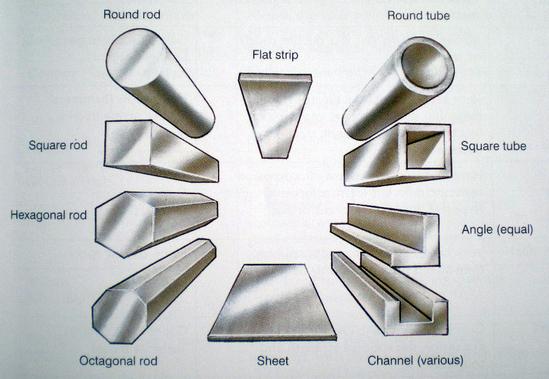 Round rod
Round tube
Flat strip
Square rod
Square tube
Hexagonal rod
Angle (equal)
Octagonal rod
Sheet
Channel (various)